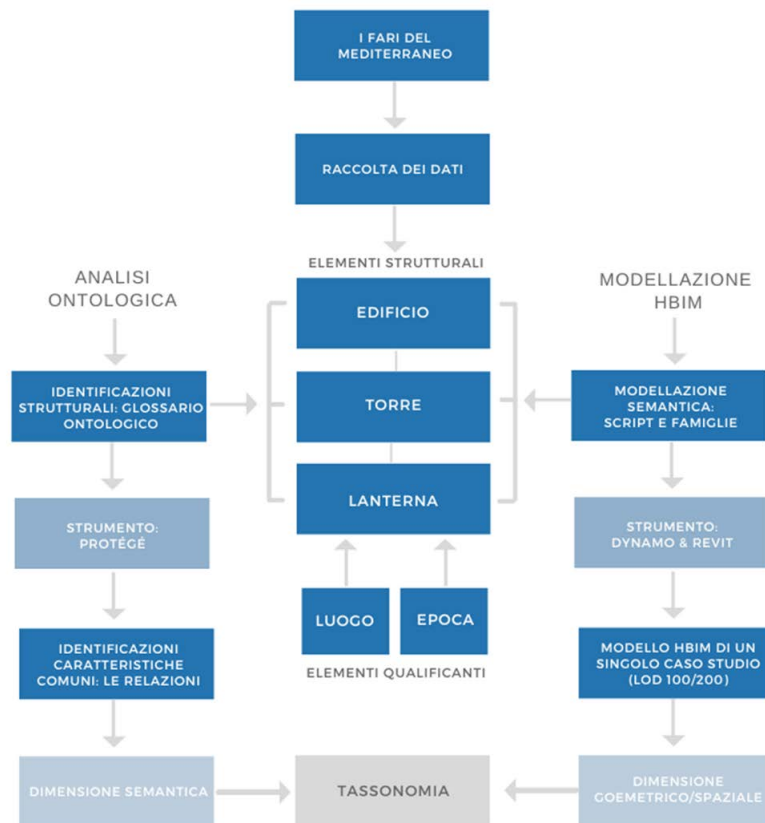 I FARI DEL
MEDITERRANEO
RACCOLTA DEI DATI
ELEMENTI STRUTTURALI
ANALISI
ONTOLOGICA
MODELLAZIONE
HBIM
EDIFICIO
IDENTIFICAZIONI
STRUTTURALI: GLOSSARIO
ONTOLOGICO
TORRE
MODELLAZIONE
SEMANTICA:
SCRIPT E FAMIGLIE
LANTERNA
STRUMENTO:
PROTÉGÉ
STRUMENTO:
DYNAMO & REVIT
LUOGO
EPOCA
ELEMENTI QUALIFICANTI
IDENTIFICAZIONI
CARATTERISTICHE
COMUNI: LE RELAZIONI
MODELLO HBIM DI UN
SINGOLO CASO STUDIO
(LOD 100/200)
DIMENSIONE SEMANTICA
TASSONOMIA
DIMENSIONE
GOEMETRICO/SPAZIALE